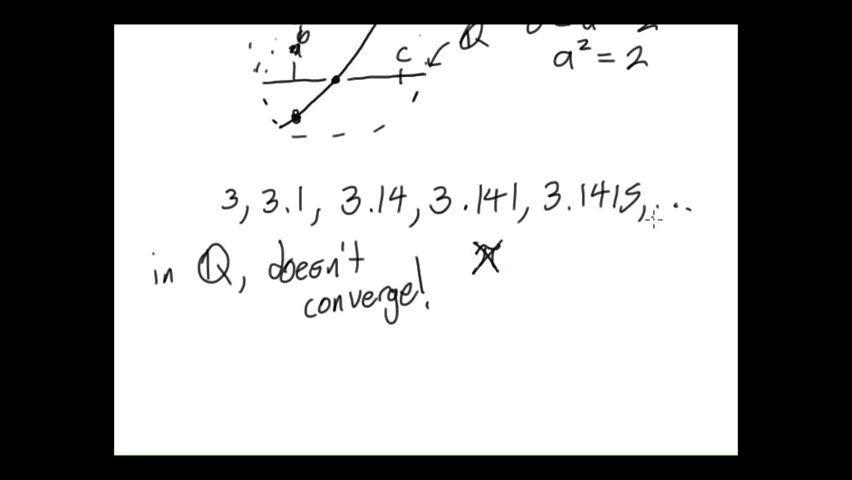 b
C
Q
a² = 2
3, 3.1, 3.14, 3.141, 3.1415, ...
in ℚ, doesn't
converge!